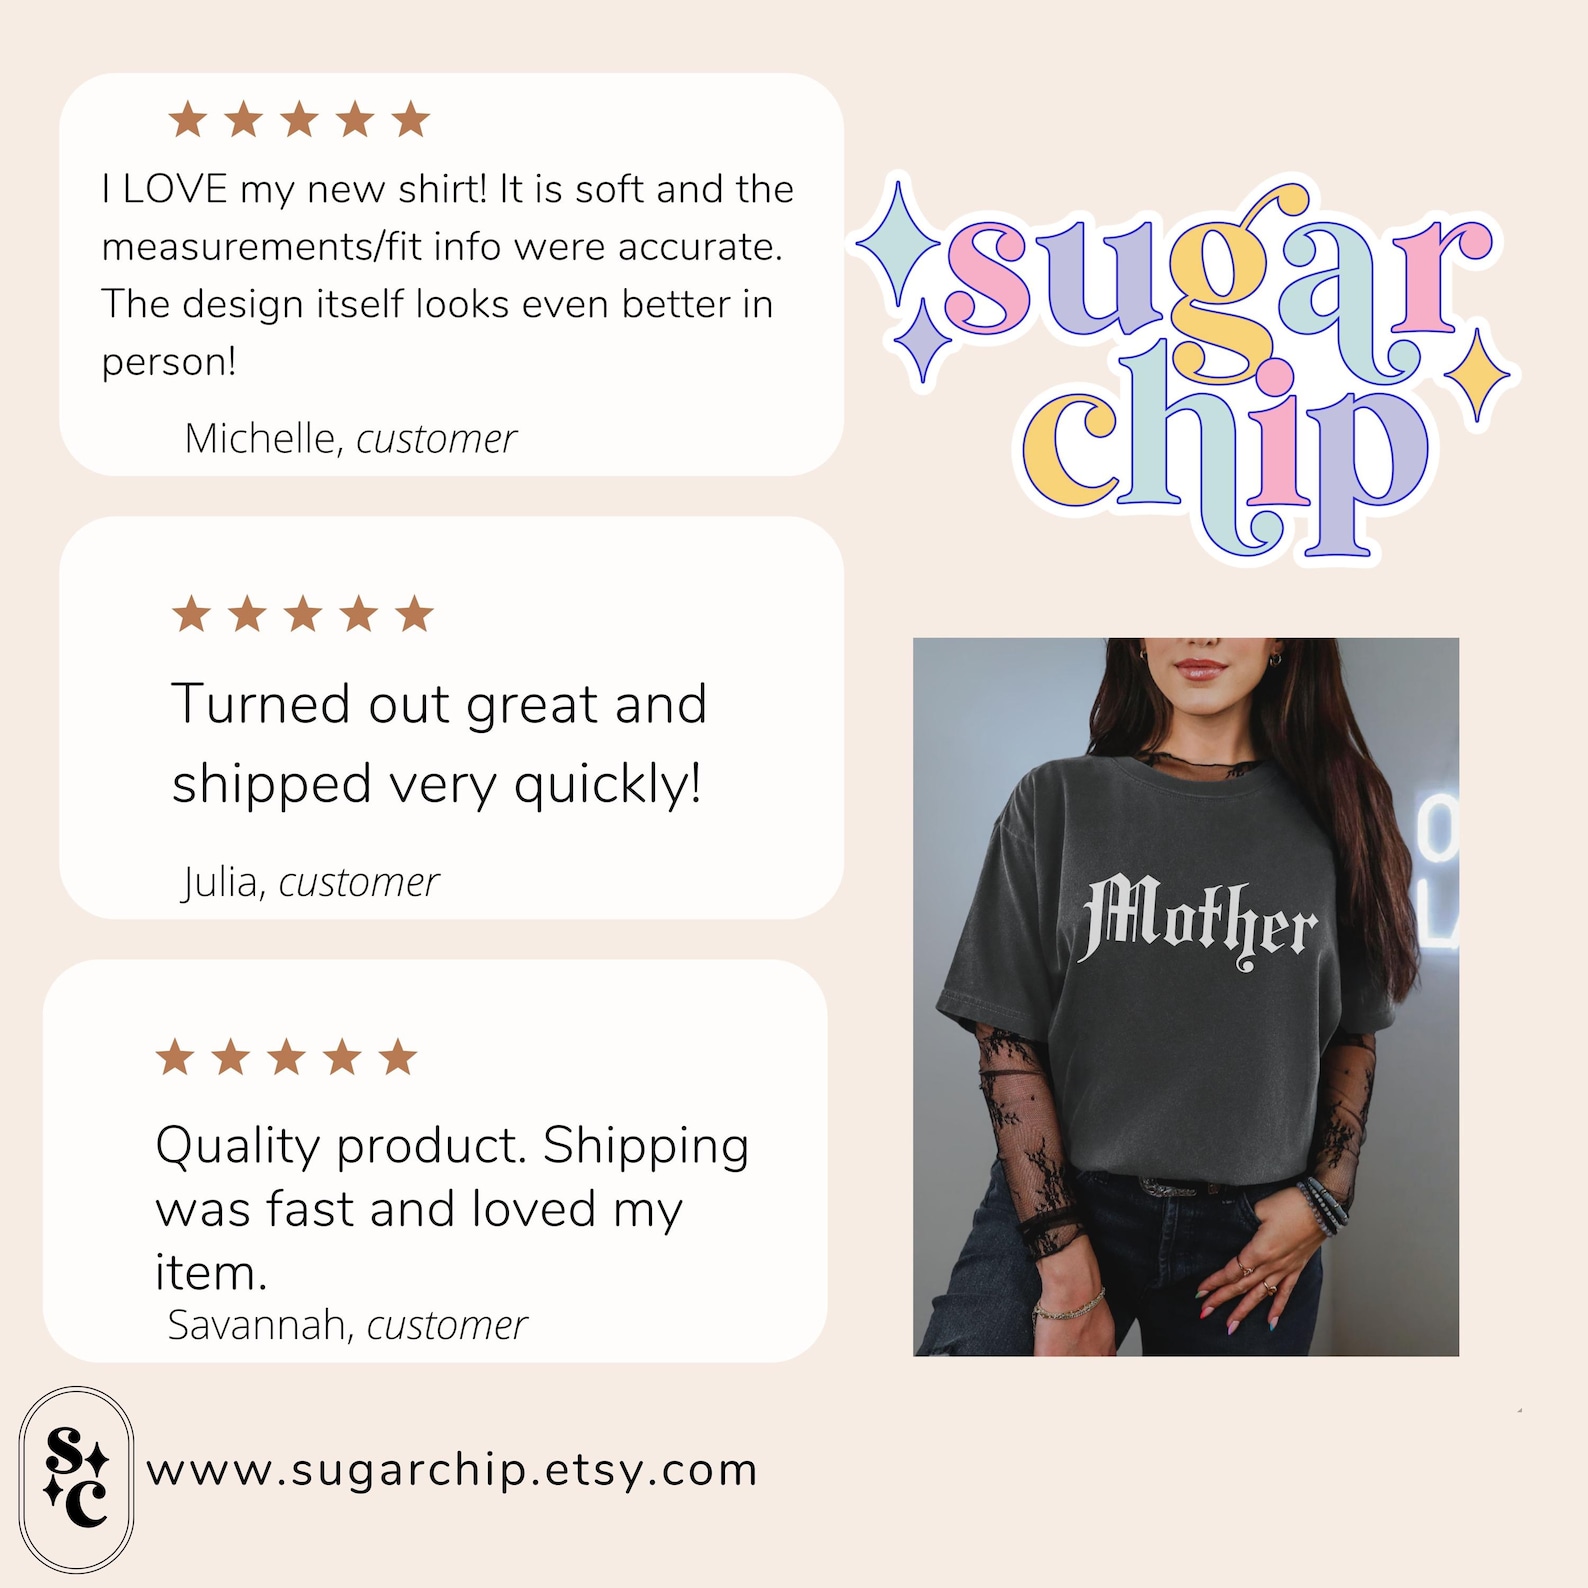 I LOVE my new shirt! It is soft and the
measurements/fit info were accurate.
The design itself looks even better in
person!
Michelle, customer
Turned out great and
shipped very quickly!
Julia, customer
Quality product. Shipping
was fast and loved my
item.
Savannah, customer
sugar
chip
Mother
O
LA
S
C
www.sugarchip.etsy.com